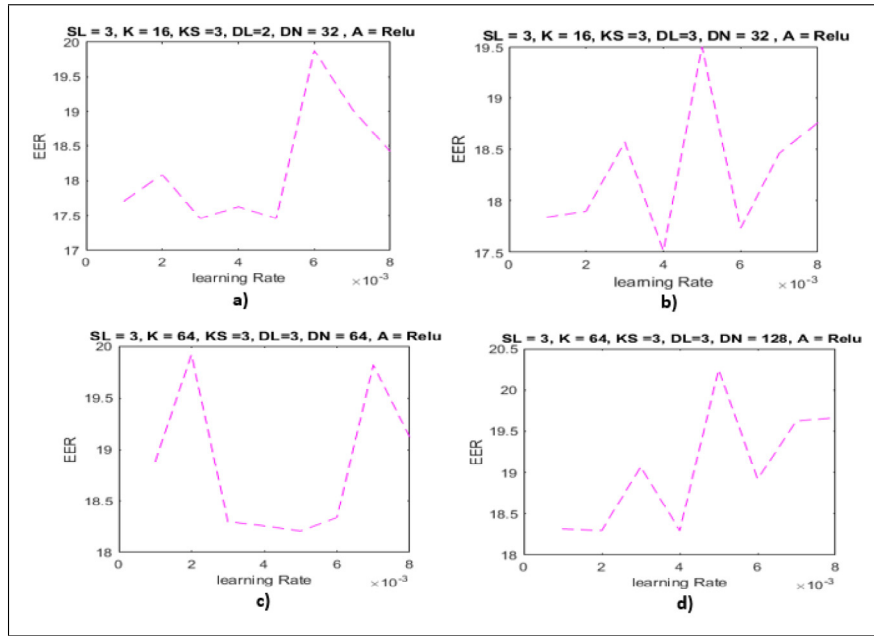 SL = 3, K = 16, KS =3, DL=2, DN = 32 , A = Relu
20
19.5
19
18.5
18
17.5
17
EER
0 2 4 6 8
learning Rate ×10⁻³
a)
SL = 3, K = 16, KS =3, DL=3, DN = 32 , A = Relu
19.5
19
18.5
18
17.5
EER
0 2 4 6 8
learning Rate ×10⁻³
b)
SL = 3, K = 64, KS =3, DL=3, DN = 64, A = Relu
20
19.5
19
18.5
18
EER
0 2 4 6 8
learning Rate ×10⁻³
c)
SL = 3, K = 64, KS =3, DL=3, DN = 128, A = Relu
20.5
20
19.5
19
18.5
18
EER
0 2 4 6 8
learning Rate ×10⁻³
d)